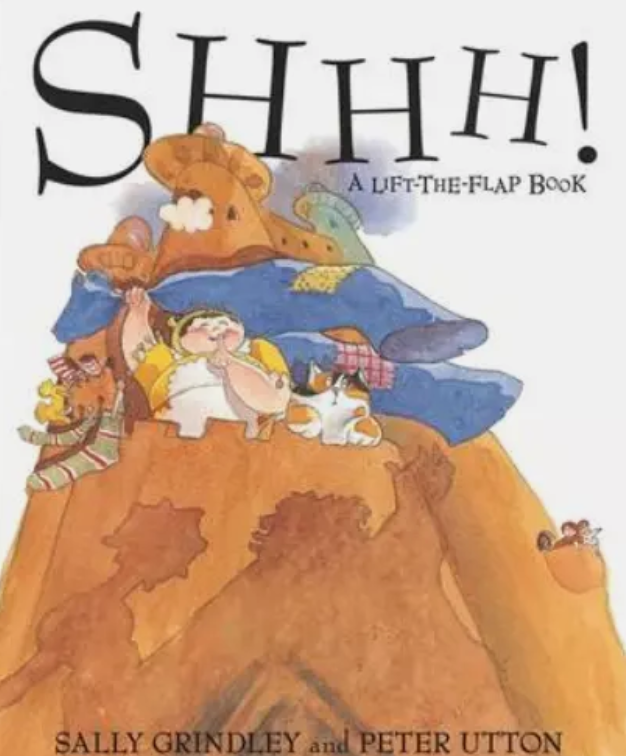 SHHH!
A LIFT-THE-FLAP BOOK
SALLY GRINDLEY and PETER UTTON